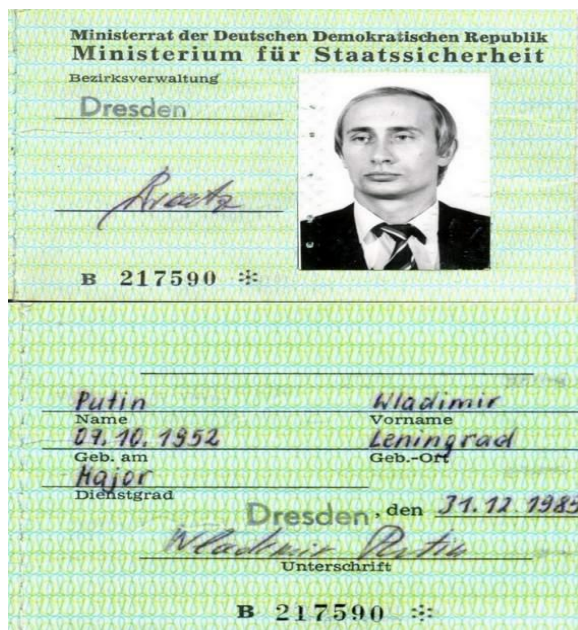 Ministerrat der Deutschen Demokratischen Republik
Ministerium für Staatssicherheit
Bezirksverwaltung
Dresden
B 217590
Putin Wladimir
Name Vorname
07. 10. 1952 Leningrad
Geb. am Geb.-Ort
Major
Dienstgrad
Dresden, den 31.12.1985
Wladimir Putin
Unterschrift
B 217590